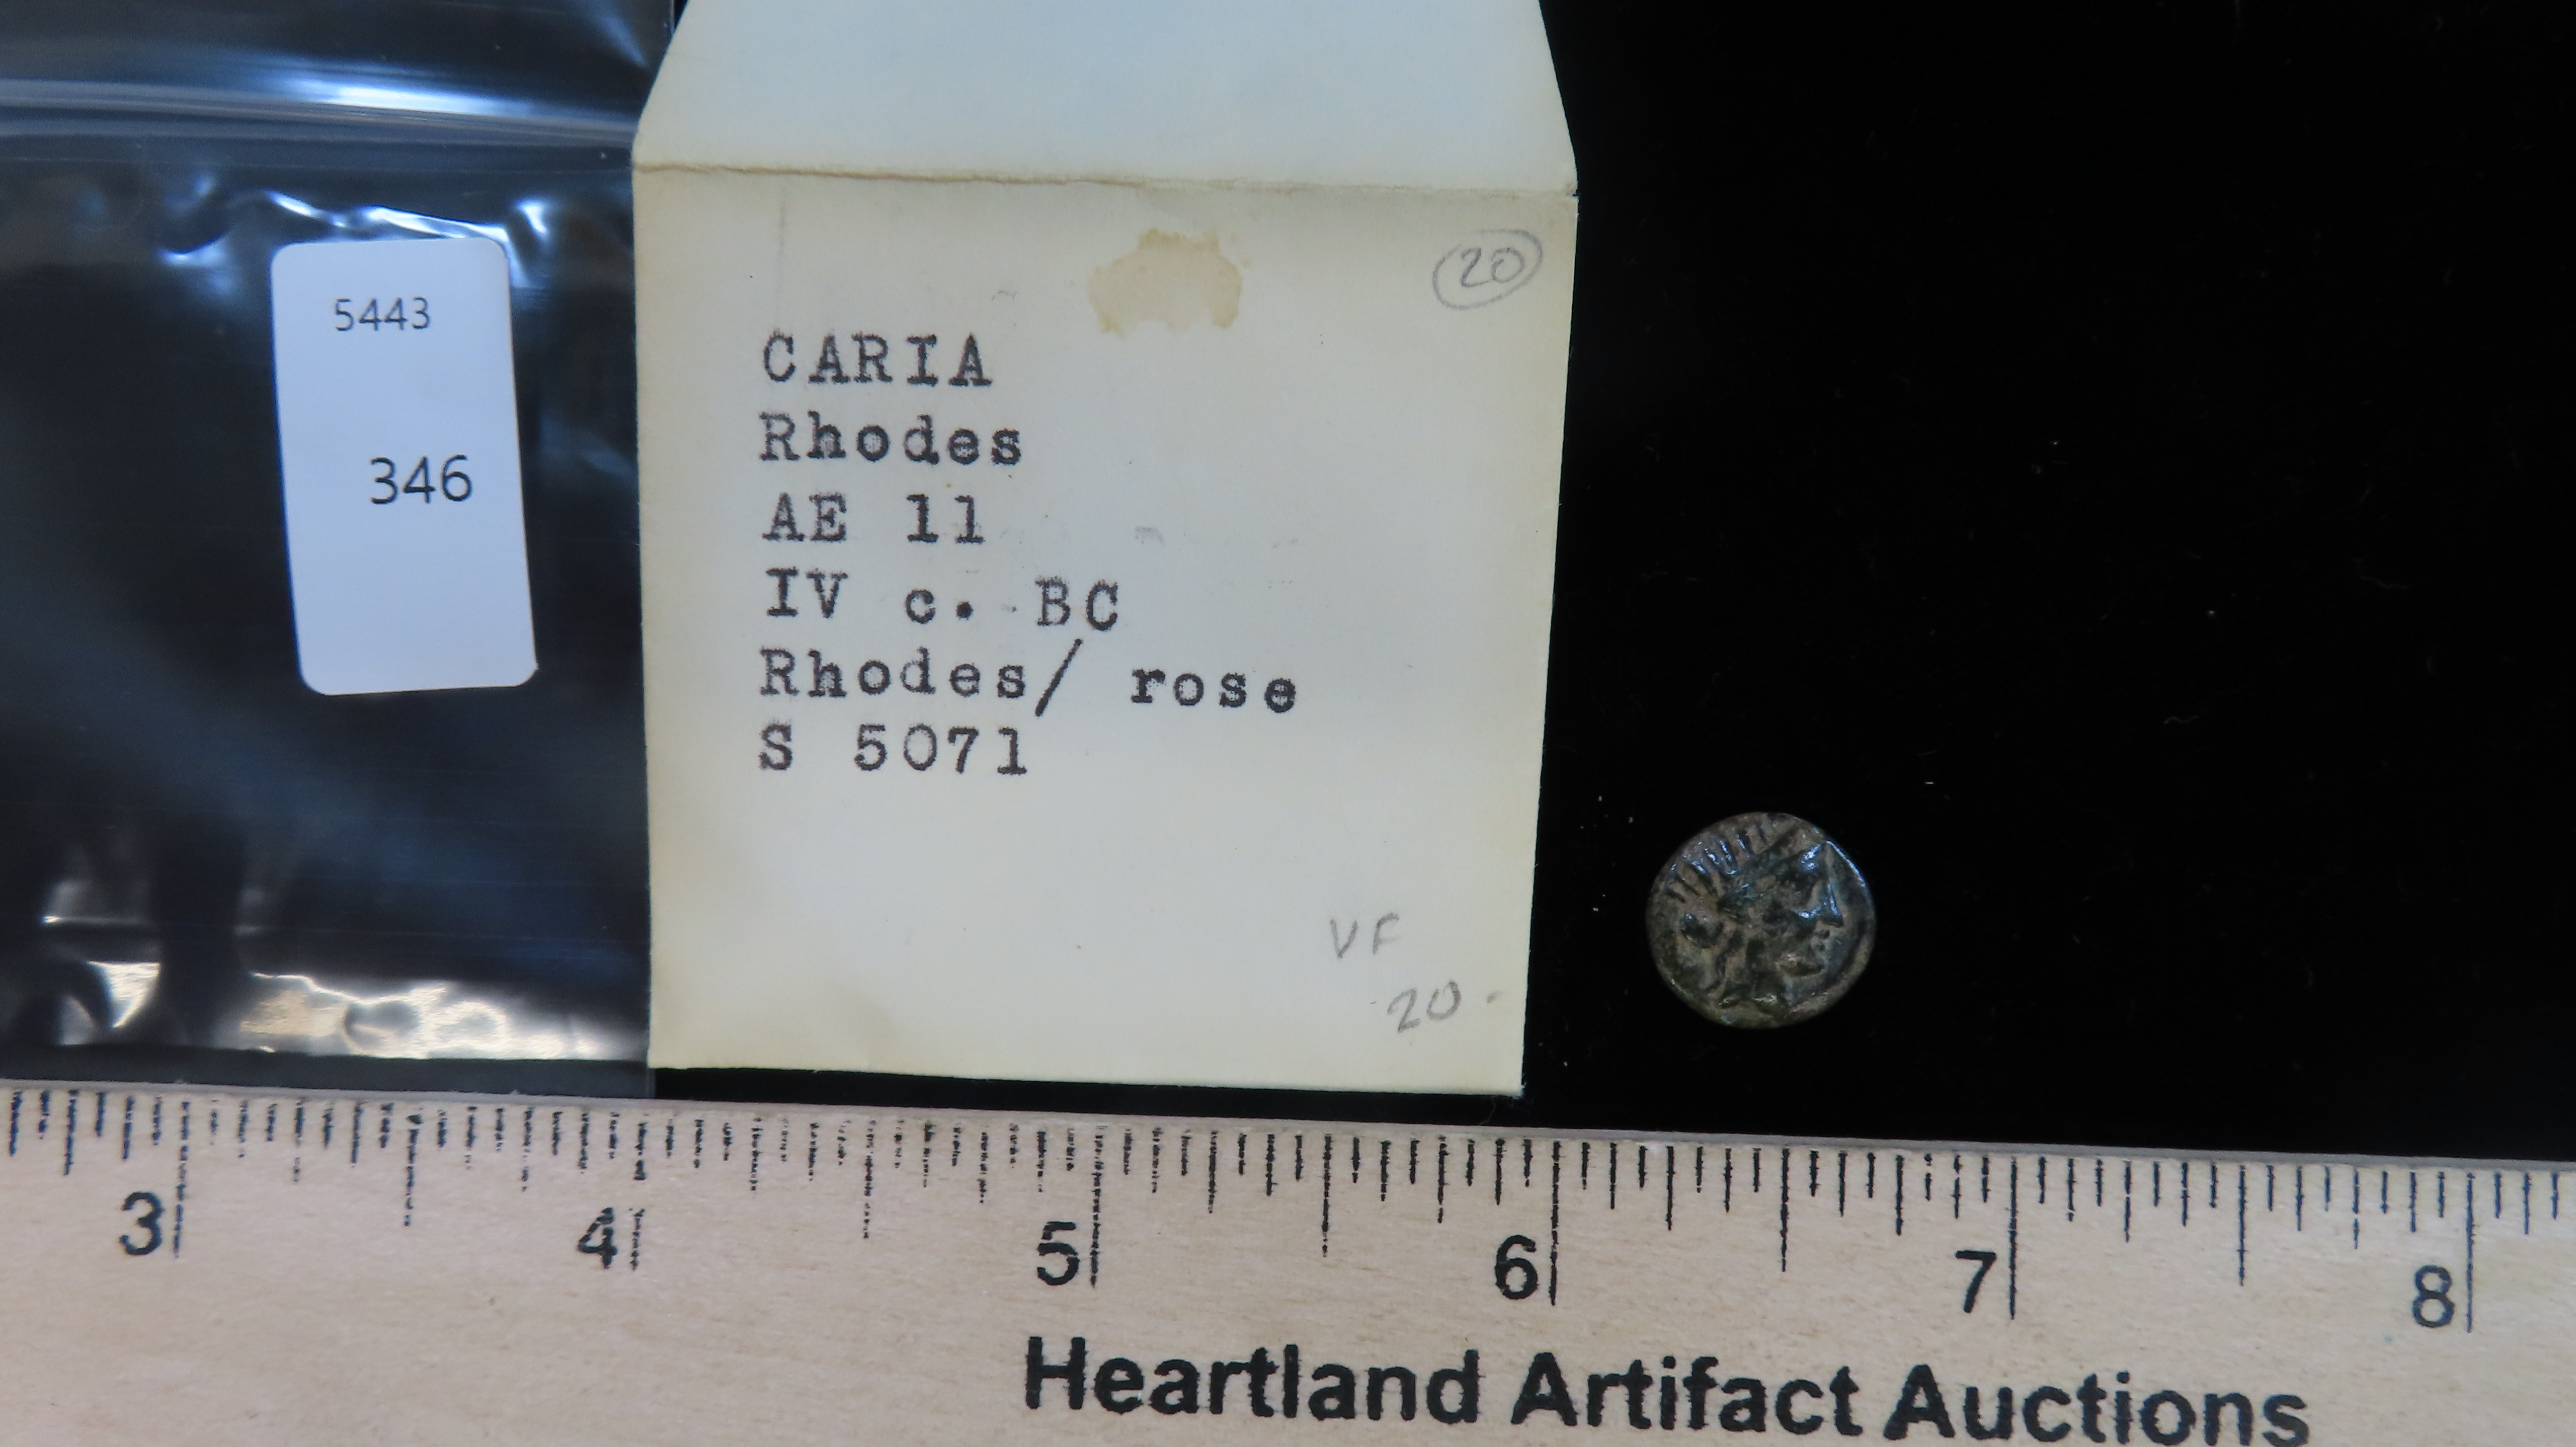 5443
346
20
CARIA
Rhodes
AE 11
IV c. BC
Rhodes/ rose
S 5071
VF
20.
3 4 5 6 7 8
Heartland Artifact Auctions